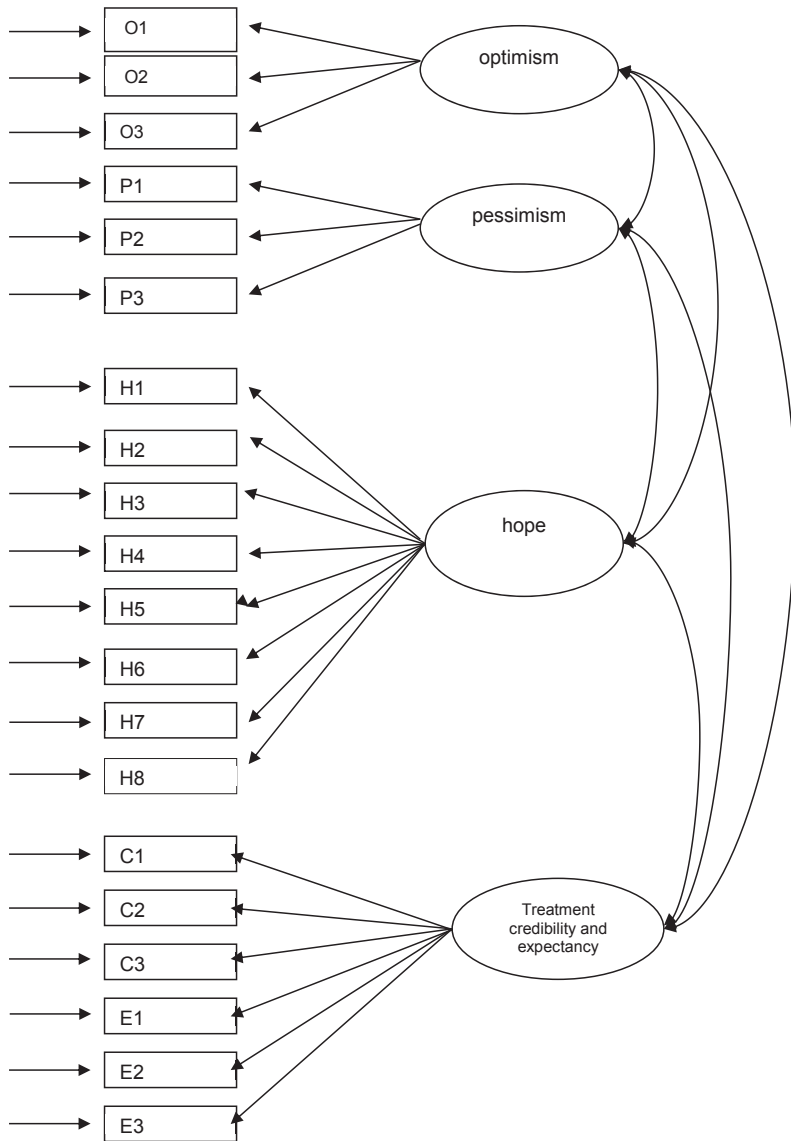 O1
optimism
O2
O3
P1
pessimism
P2
P3
H1
H2
H3
hope
H4
H5
H6
H7
H8
C1
C2
Treatment
credibility and
expectancy
C3
E1
E2
E3